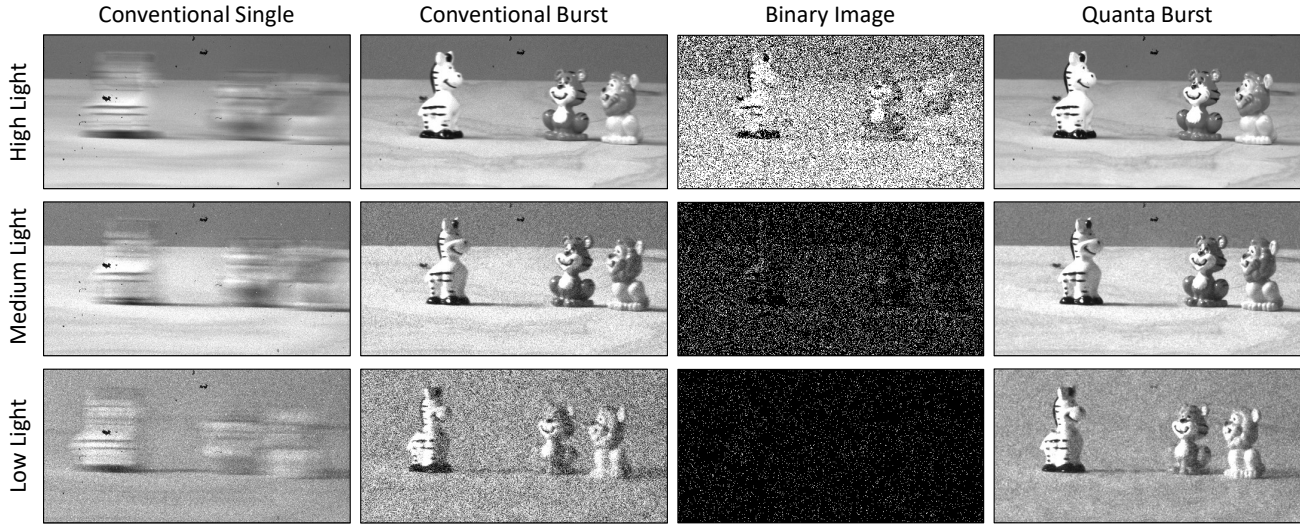 Conventional Single
Conventional Burst
Binary Image
Quanta Burst
High Light
Medium Light
Low Light